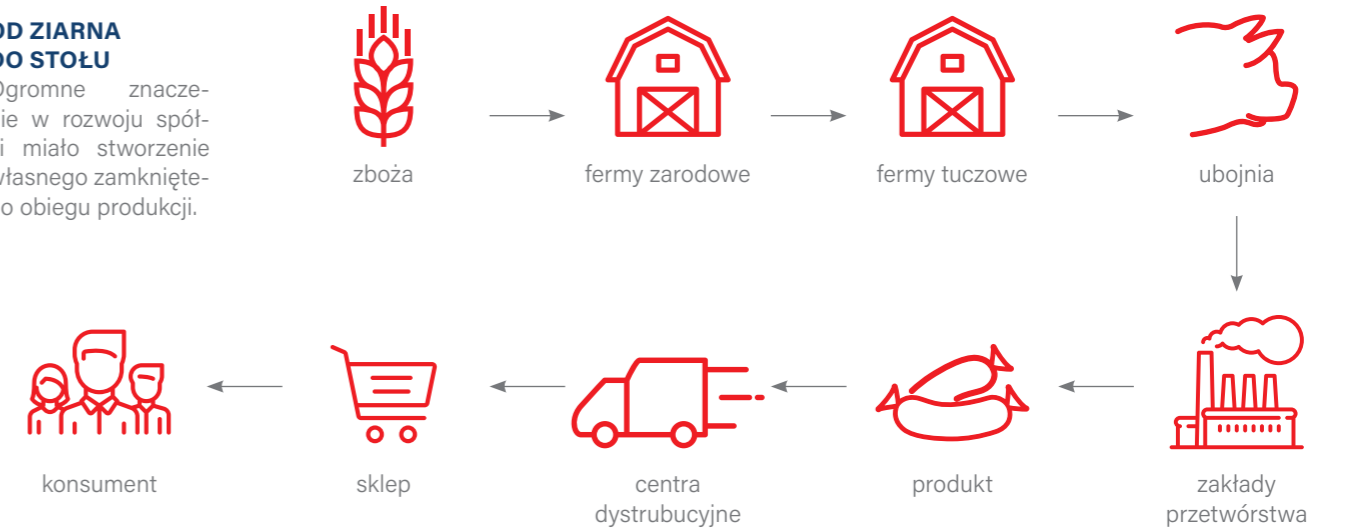 OD ZIARNA
DO STOŁU
Ogromne znacze-
ie w rozwoju spół-
i miało stworzenie
własnego zamknięte-
o obiegu produkcji.
zboża
fermy zarodowe
fermy tuczowe
ubojnia
konsument
sklep
centra
dystrubucyjne
produkt
zakłady
przetwórstwa